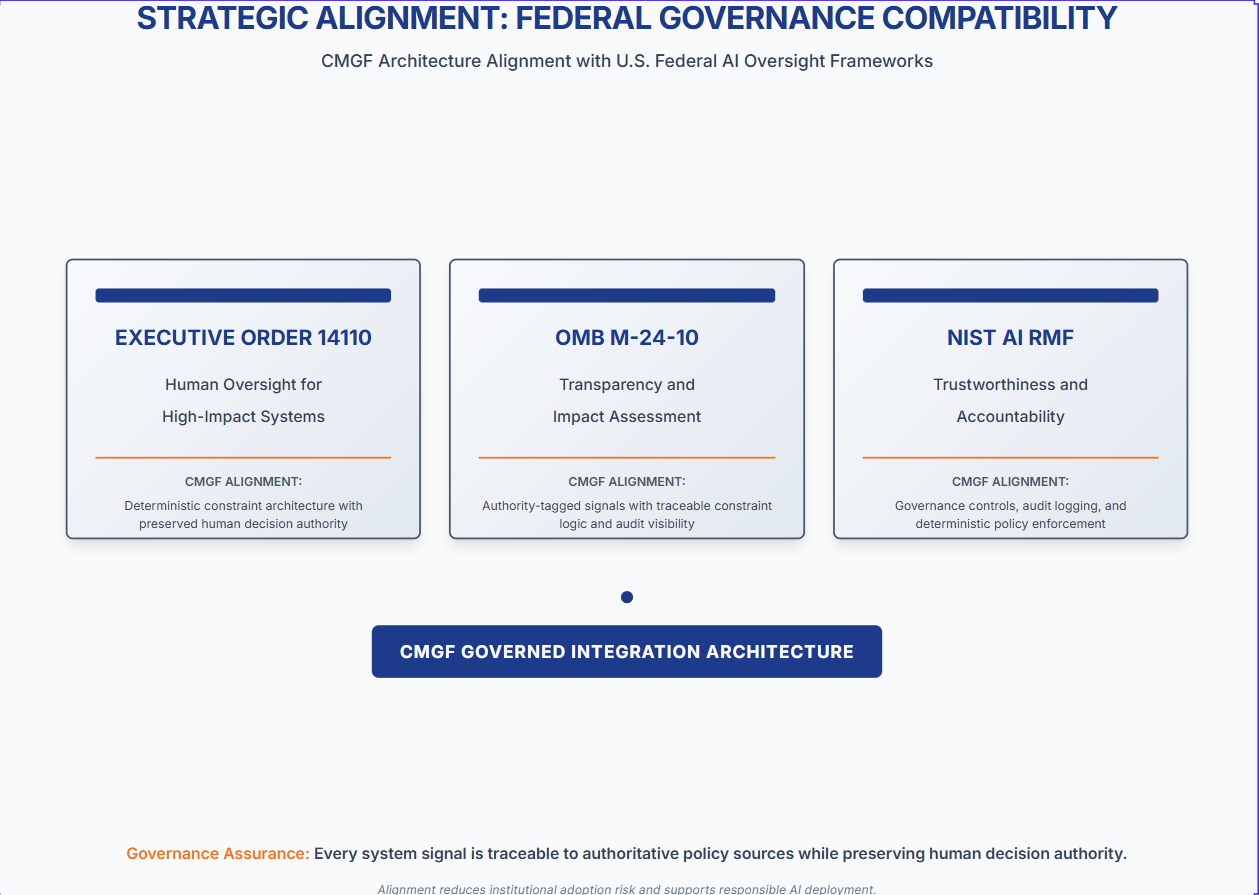 STRATEGIC ALIGNMENT: FEDERAL GOVERNANCE COMPATIBILITY
CMGF Architecture Alignment with U.S. Federal AI Oversight Frameworks
EXECUTIVE ORDER 14110
Human Oversight for
High-Impact Systems
CMGF ALIGNMENT:
Deterministic constraint architecture with
preserved human decision authority
OMB M-24-10
Transparency and
Impact Assessment
CMGF ALIGNMENT:
Authority-tagged signals with traceable constraint
logic and audit visibility
NIST AI RMF
Trustworthiness and
Accountability
CMGF ALIGNMENT:
Governance controls, audit logging, and
deterministic policy enforcement
CMGF GOVERNED INTEGRATION ARCHITECTURE
Governance Assurance: Every system signal is traceable to authoritative policy sources while preserving human decision authority.
Alignment reduces institutional adoption risk and supports responsible AI deployment.